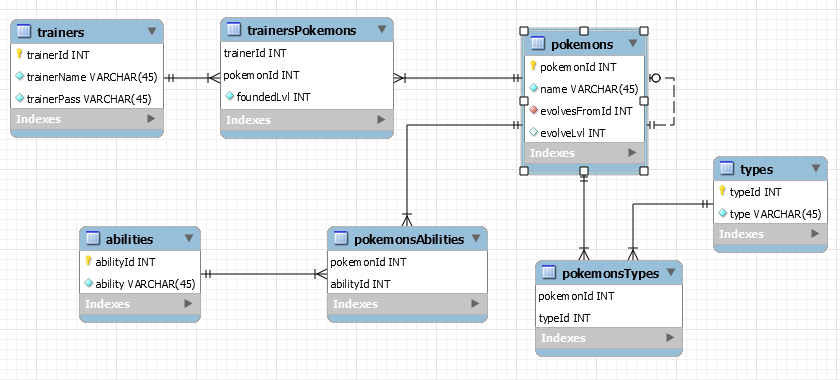 trainers
trainerId INT
trainerName VARCHAR(45)
trainerPass VARCHAR(45)
Indexes
trainersPokemons
trainerId INT
pokemonId INT
foundedLvl INT
Indexes
pokemons
pokemonId INT
name VARCHAR(45)
evolvesFromId INT
evolveLvl INT
Indexes
types
typeId INT
type VARCHAR(45)
Indexes
abilities
abilityId INT
ability VARCHAR(45)
Indexes
pokemonsAbilities
pokemonId INT
abilityId INT
Indexes
pokemonsTypes
pokemonId INT
typeId INT
Indexes